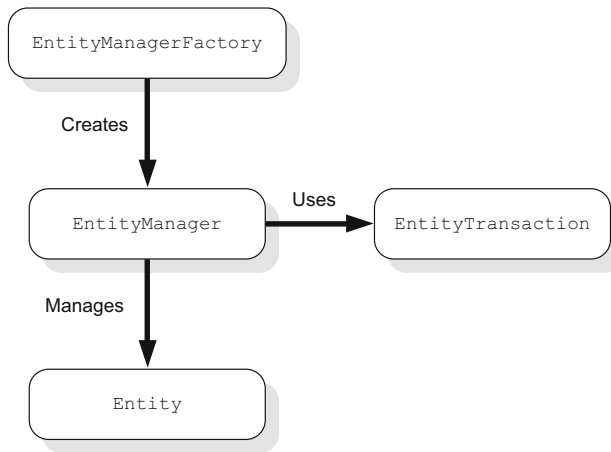 EntityManagerFactory
Creates
Uses
EntityManager
EntityTransaction
Manages
Entity